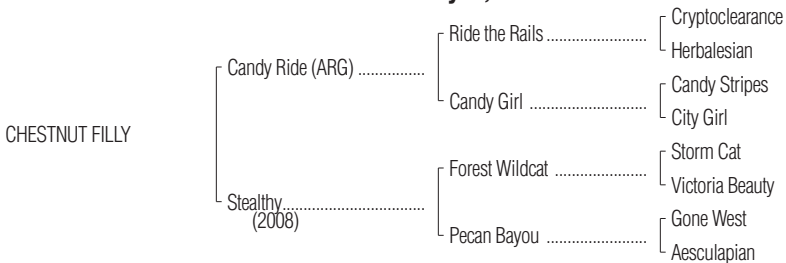 Cryptoclearance
Ride the Rails .......................
Herbalesian
Candy Ride (ARG) ...............
Candy Stripes
Candy Girl ...........................
City Girl
CHESTNUT FILLY
Storm Cat
Forest Wildcat .....................
Victoria Beauty
Stealthy.................................
(2008)
Gone West
Pecan Bayou .......................
Aesculapian